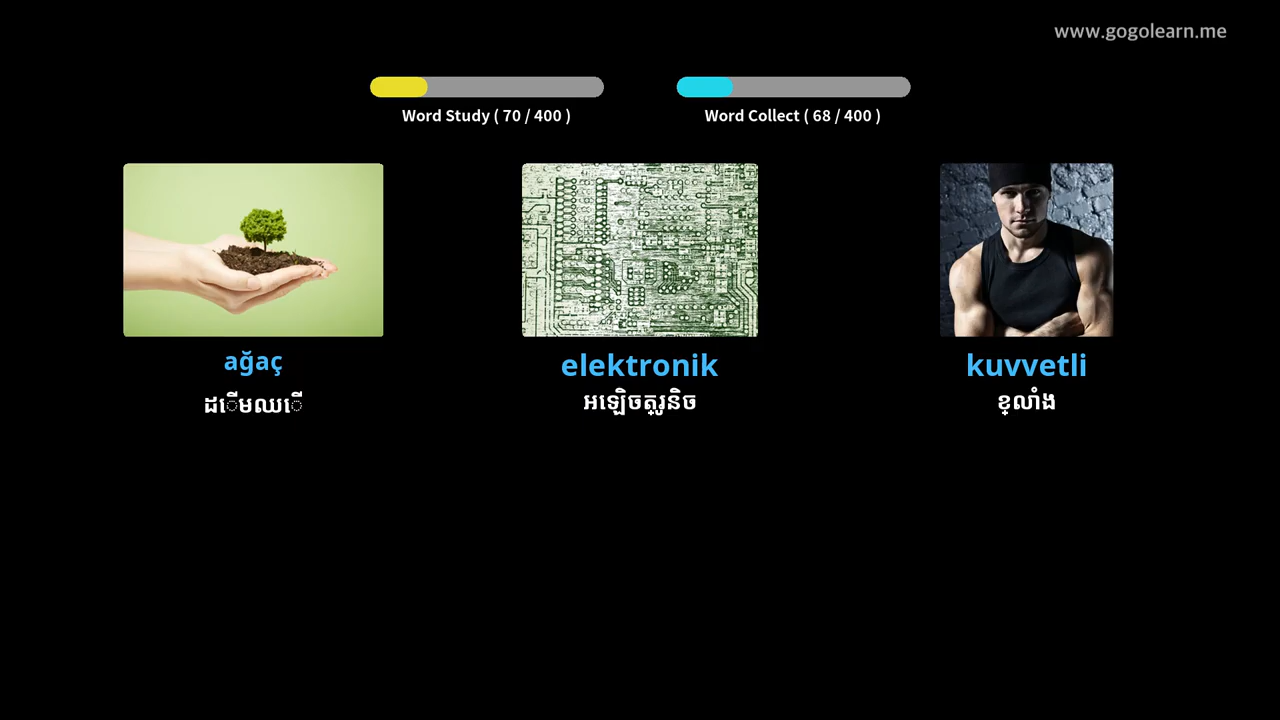 www.gogolearn.me
Word Study ( 70 / 400 )
Word Collect ( 68 / 400 )
ağaç
elektronik
kuvvetli
ដើមឈើ
អឡិចត្រូនិច
ខ្លាំង